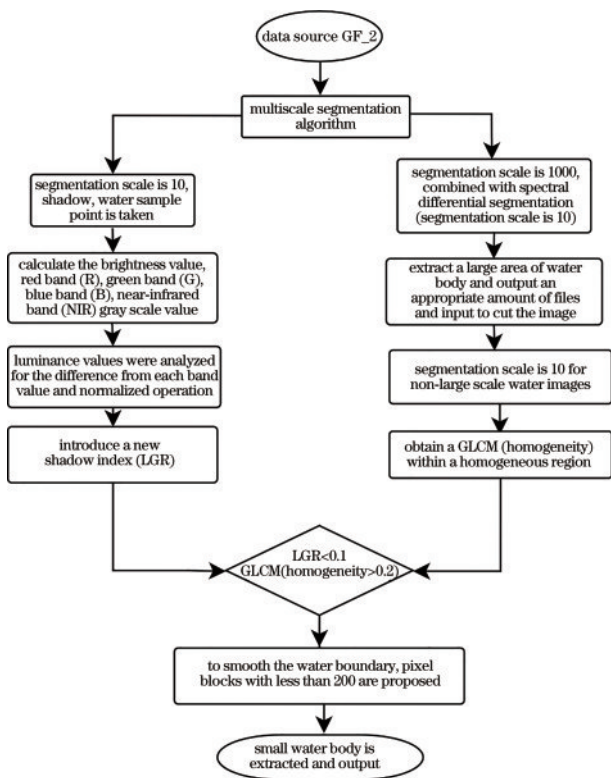 data source GF_2
multiscale segmentation
algorithm
segmentation scale is 10,
shadow, water sample
point is taken
calculate the brightness value,
red band (R), green band (G),
blue band (B), near-infrared
band (NIR) gray scale value
luminance values were analyzed
for the difference from each band
value and normalized operation
introduce a new
shadow index (LGR)
segmentation scale is 1000,
combined with spectral
differential segmentation
(segmentation scale is 10)
extract a large area of water
body and output an
appropriate amount of files
and input to cut the image
segmentation scale is 10 for
non-large scale water images
obtain a GLCM (homogeneity)
within a homogeneous region
LGR<0.1
GLCM(homogeneity>0.2)
to smooth the water boundary, pixel
blocks with less than 200 are proposed
small water body is
extracted and output